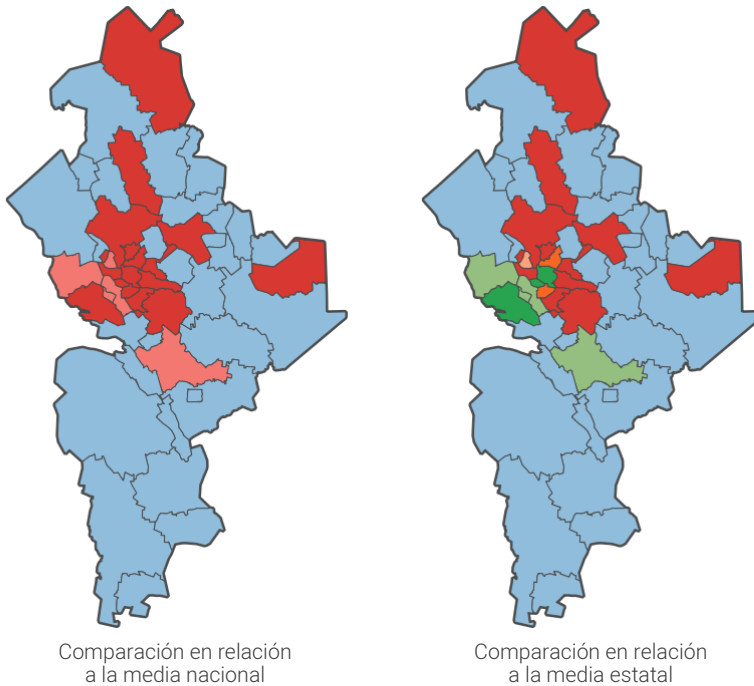 Comparación en relación
a la media nacional
Comparación en relación
a la media estatal